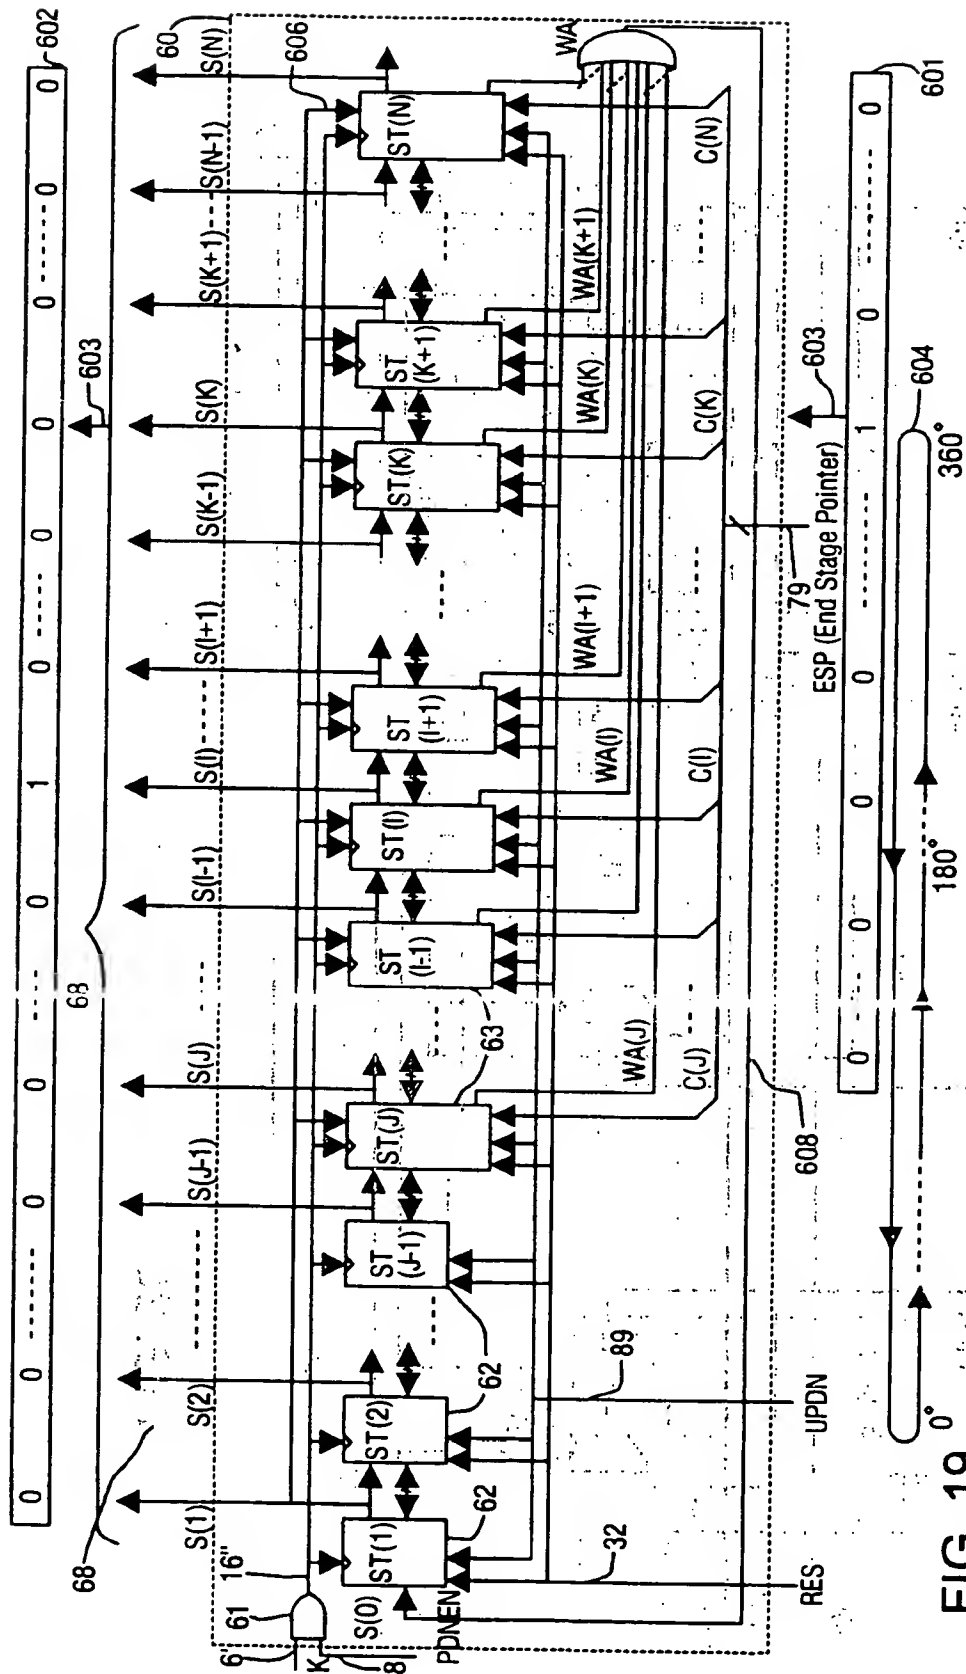 0 0 ------ 0 0 ------ 0 1 0 ------ 0 0 0 ------ 0 0
602
68
603
68
S(1) S(2) -------- S(J-1) S(J) --- S(I-1) S(I) ------ S(I+1) S(K-1) S(K) S(K+1) ---- S(N-1) S(N)
60
606
16"
61
6'
K
8
S(0)
PDNEN
ST(1)
ST(2)
ST
(J-1)
ST(J)
ST
(I-1)
ST(I)
ST
(I+1)
ST(K)
ST
(K+1)
ST(N)
62
62
63
WA
WA(J)
WA(I)
WA(I+1)
WA(K)
WA(K+1)
C(J) ---- C(I) ---- C(K) ---- C(N)
32
89
608
79
RES
UPDN
ESP (End Stage Pointer)
603
0 ------ 0 0 0 0 ------ 1 0 ------ 0
601
604
0° 180° 360°
FIG. 19